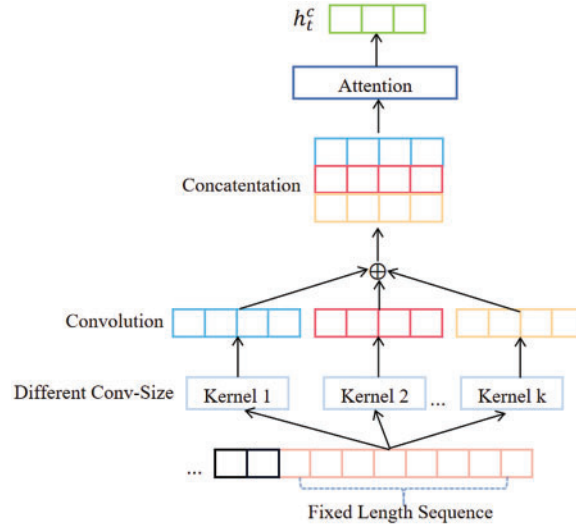 h_t^c
Attention
Concatentation
⊕
Convolution
Different Conv-Size
Kernel 1
Kernel 2
...
Kernel k
...
Fixed Length Sequence